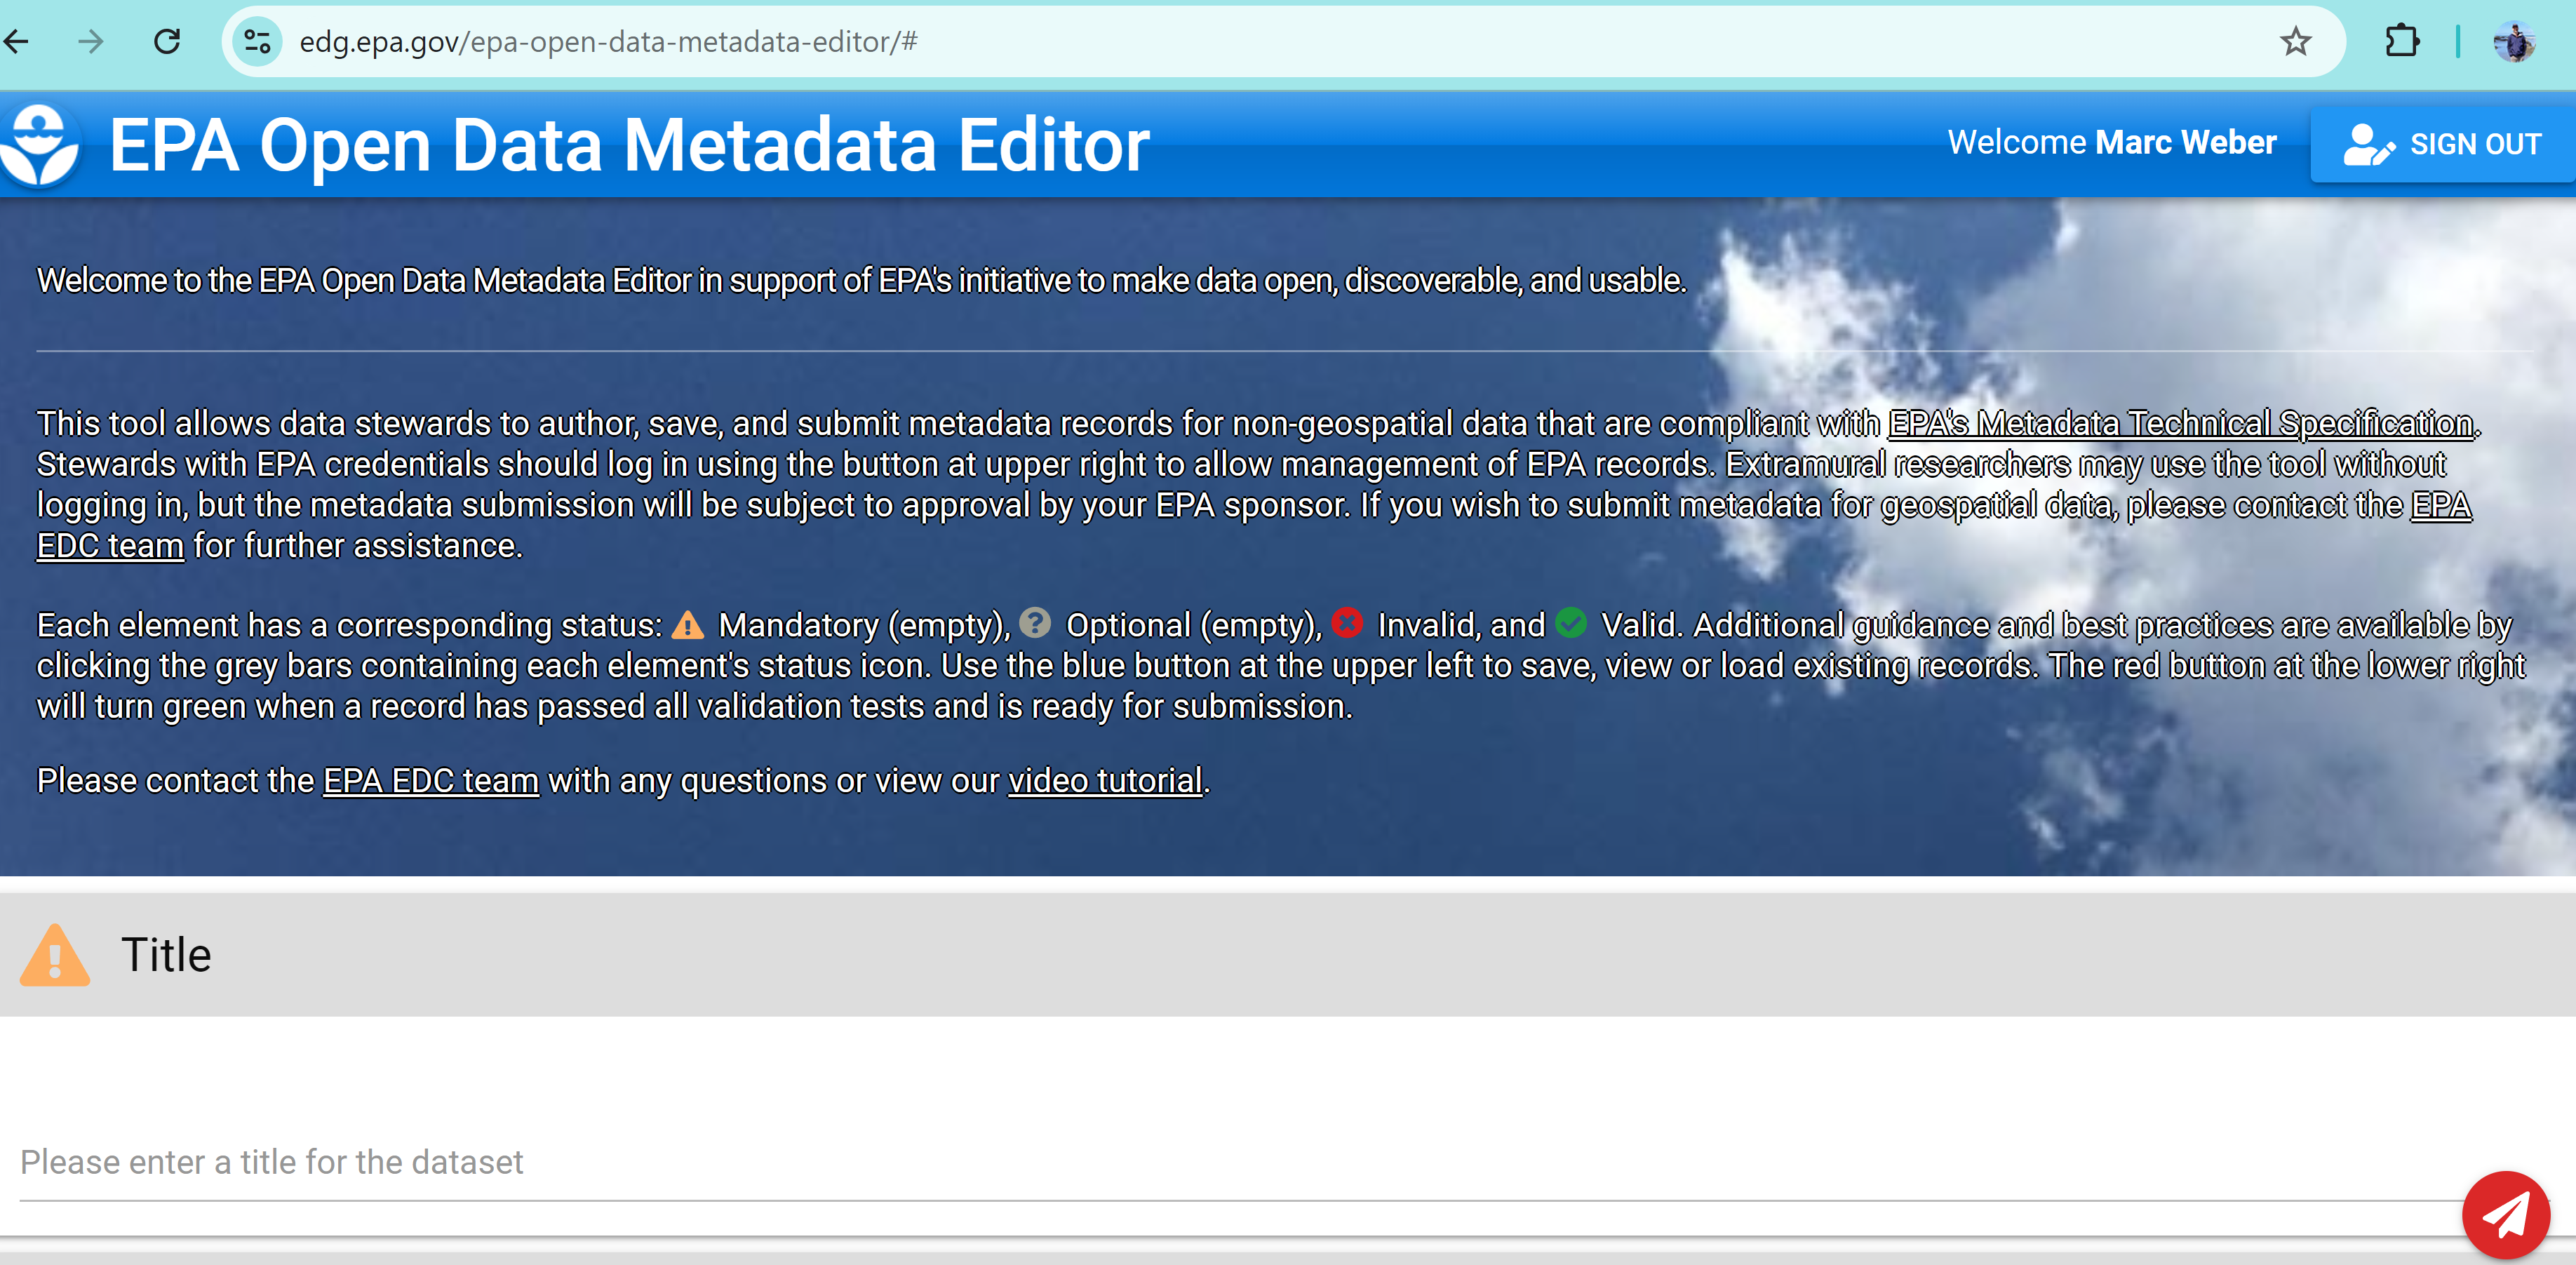 edg.epa.gov/epa-open-data-metadata-editor/#
EPA Open Data Metadata Editor
Welcome Marc Weber
SIGN OUT
Welcome to the EPA Open Data Metadata Editor in support of EPA's initiative to make data open, discoverable, and usable.
This tool allows data stewards to author, save, and submit metadata records for non-geospatial data that are compliant with EPA's Metadata Technical Specification.
Stewards with EPA credentials should log in using the button at upper right to allow management of EPA records. Extramural researchers may use the tool without
logging in, but the metadata submission will be subject to approval by your EPA sponsor. If you wish to submit metadata for geospatial data, please contact the EPA
EDC team for further assistance.
Each element has a corresponding status: Mandatory (empty), Optional (empty), Invalid, and Valid. Additional guidance and best practices are available by
clicking the grey bars containing each element's status icon. Use the blue button at the upper left to save, view or load existing records. The red button at the lower right
will turn green when a record has passed all validation tests and is ready for submission.
Please contact the EPA EDC team with any questions or view our video tutorial.
Title
Please enter a title for the dataset